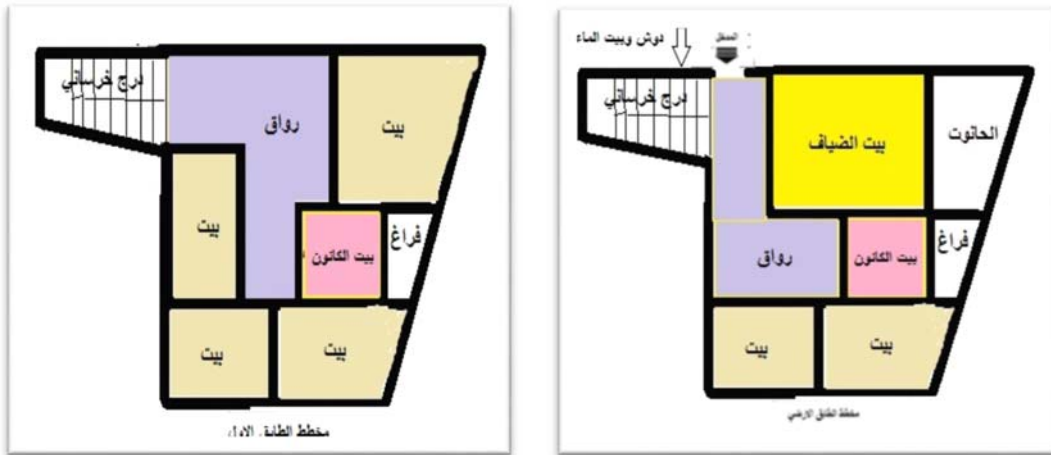 دوش وبيت الماء
المدخل
درج خرساني
بيت الضياف
الحانوت
رواق
بيت الكانون
فراغ
بيت
بيت
مخطط الطابق الارضي
درج خرساني
رواق
بيت
بيت
بيت الكانون
فراغ
بيت
بيت
مخطط الطابق الاول